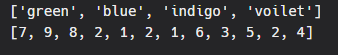 ['green', 'blue', 'indigo', 'voilet']
[7, 9, 8, 2, 1, 2, 1, 6, 3, 5, 2, 4]